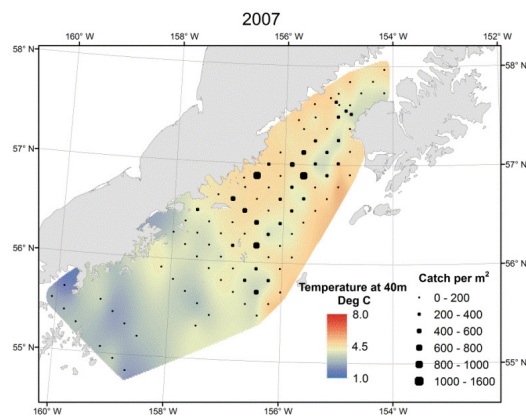 2007
160° W
158° W
156° W
154° W
152° W
58° N
58° N
57° N
57° N
56° N
56° N
55° N
55° N
Temperature at 40m
Deg C
8.0
4.5
1.0
Catch per m²
0 - 200
200 - 400
400 - 600
600 - 800
800 - 1000
1000 - 1600
160° W
158° W
156° W
154° W